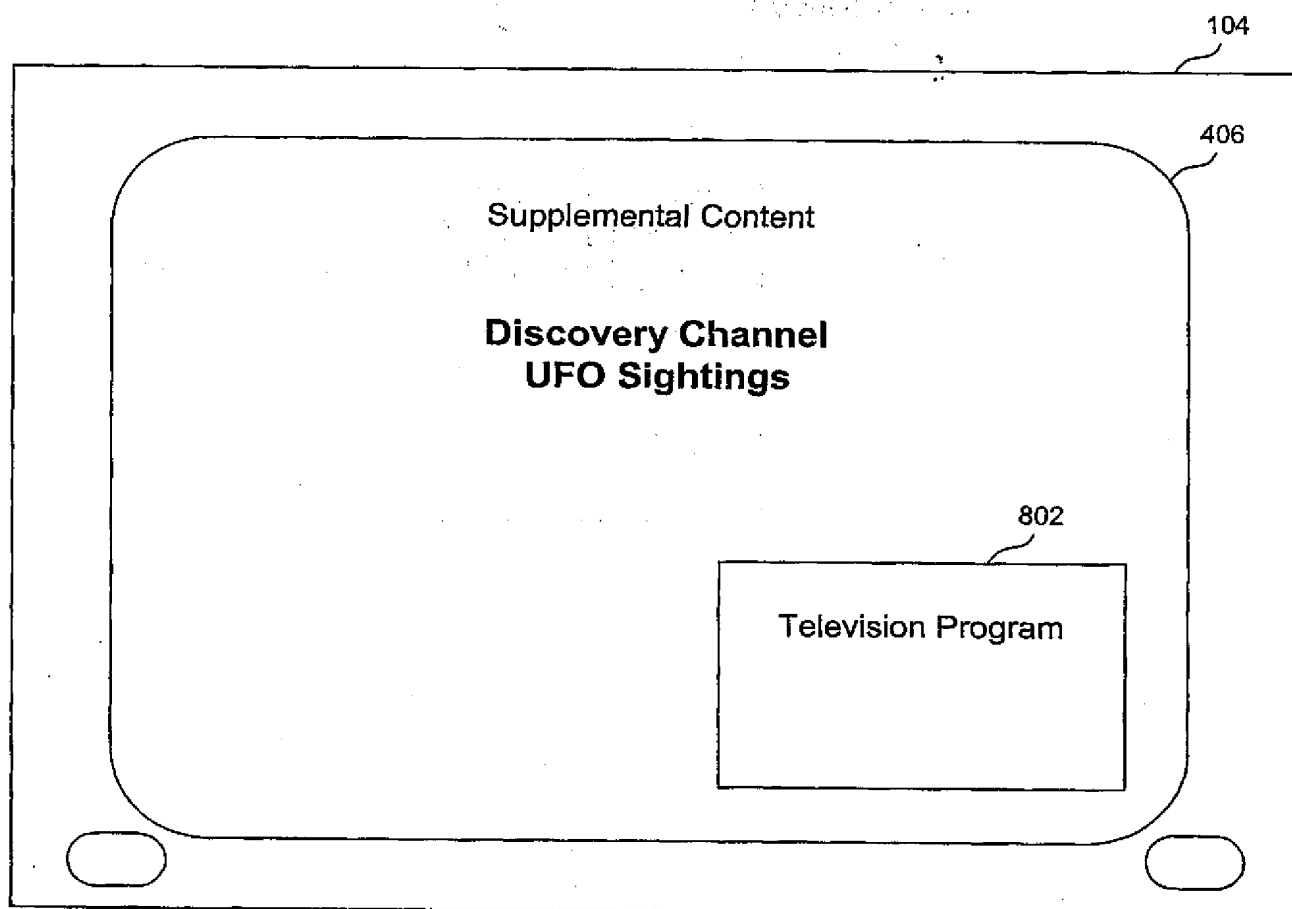 104
406
Supplemental Content
Discovery Channel
UFO Sightings
802
Television Program